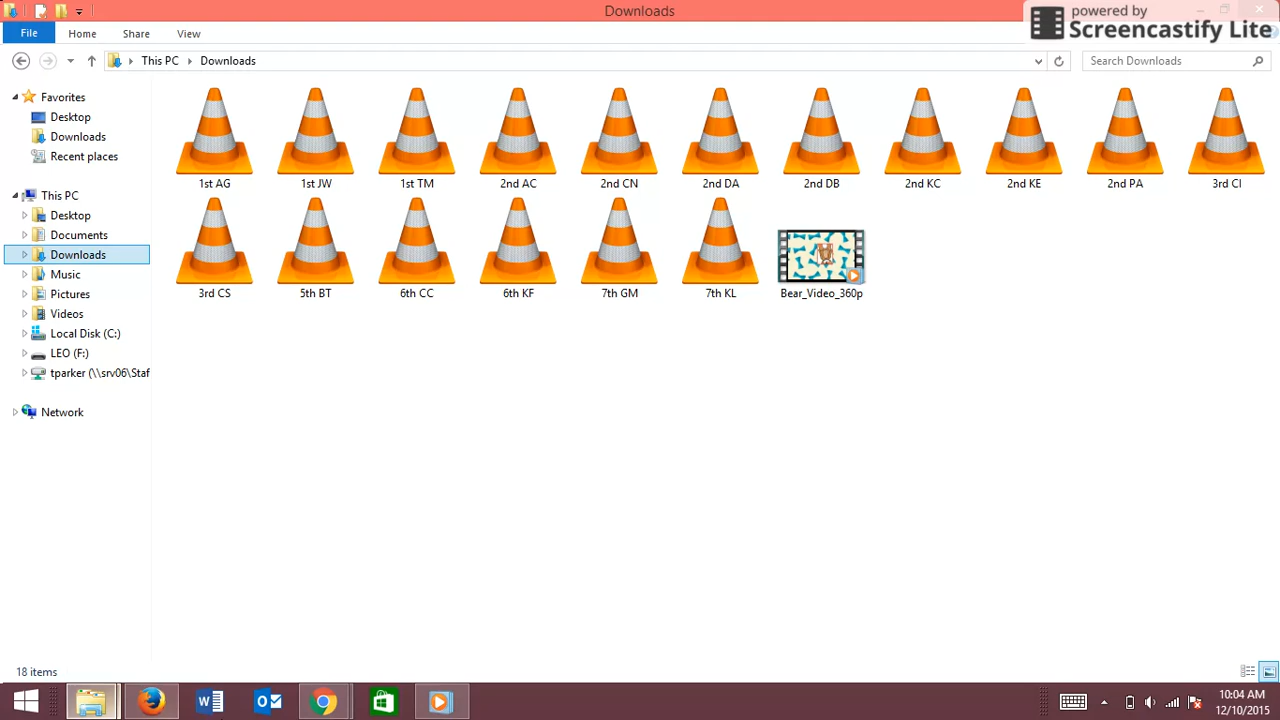 Downloads
powered by
Screencastify Lite
File Home Share View
This PC Downloads
Search Downloads
Favorites
Desktop
Downloads
Recent places
This PC
Desktop
Documents
Downloads
Music
Pictures
Videos
Local Disk (C:)
LEO (F:)
tparker (\\srv06\Staf
Network
1st AG 1st JW 1st TM 2nd AC 2nd CN 2nd DA 2nd DB 2nd KC 2nd KE 2nd PA 3rd CI
3rd CS 5th BT 6th CC 6th KF 7th GM 7th KL Bear_Video_360p
18 items
10:04 AM
12/10/2015